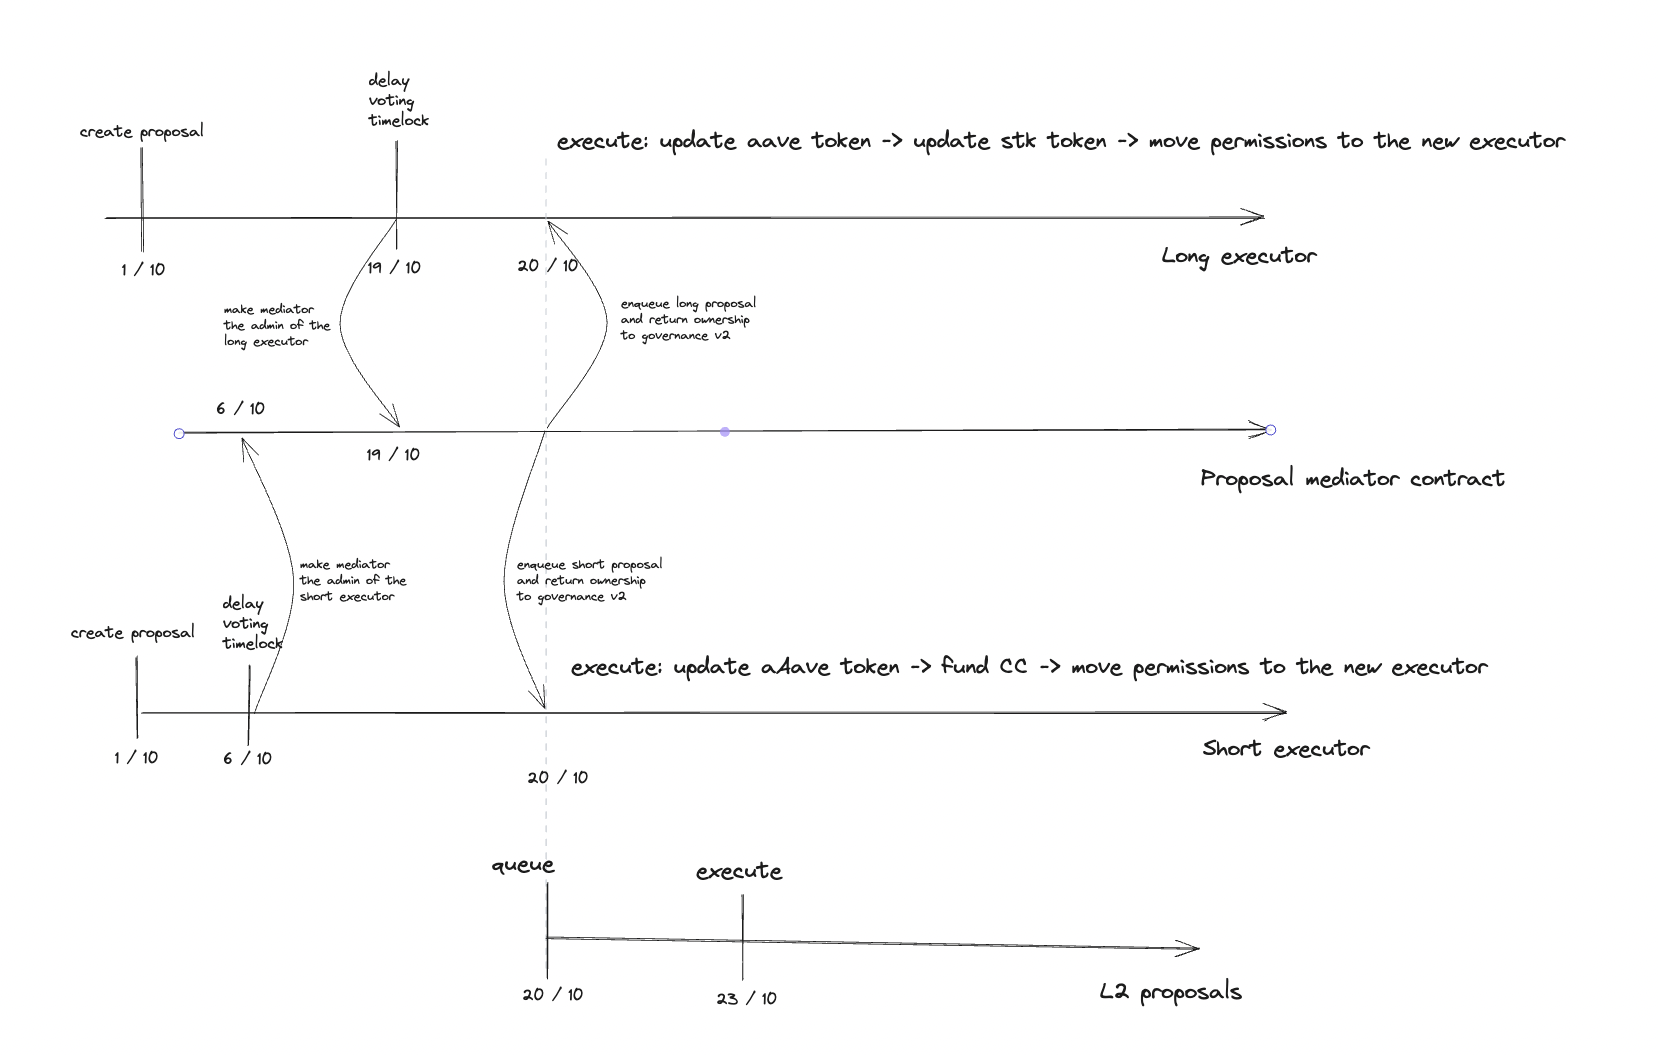 delay
voting
timelock
create proposal
execute: update aave token -> update stk token -> move permissions to the new executor
Long executor
1 / 10
19 / 10
20 / 10
make mediator
the admin of the
long executor
enqueue long proposal
and return ownership
to governance v2
6 / 10
19 / 10
Proposal mediator contract
make mediator
the admin of the
short executor
enqueue short proposal
and return ownership
to governance v2
delay
voting
timelock
create proposal
execute: update aAave token -> fund CC -> move permissions to the new executor
Short executor
1 / 10
6 / 10
20 / 10
queue
execute
20 / 10
23 / 10
L2 proposals